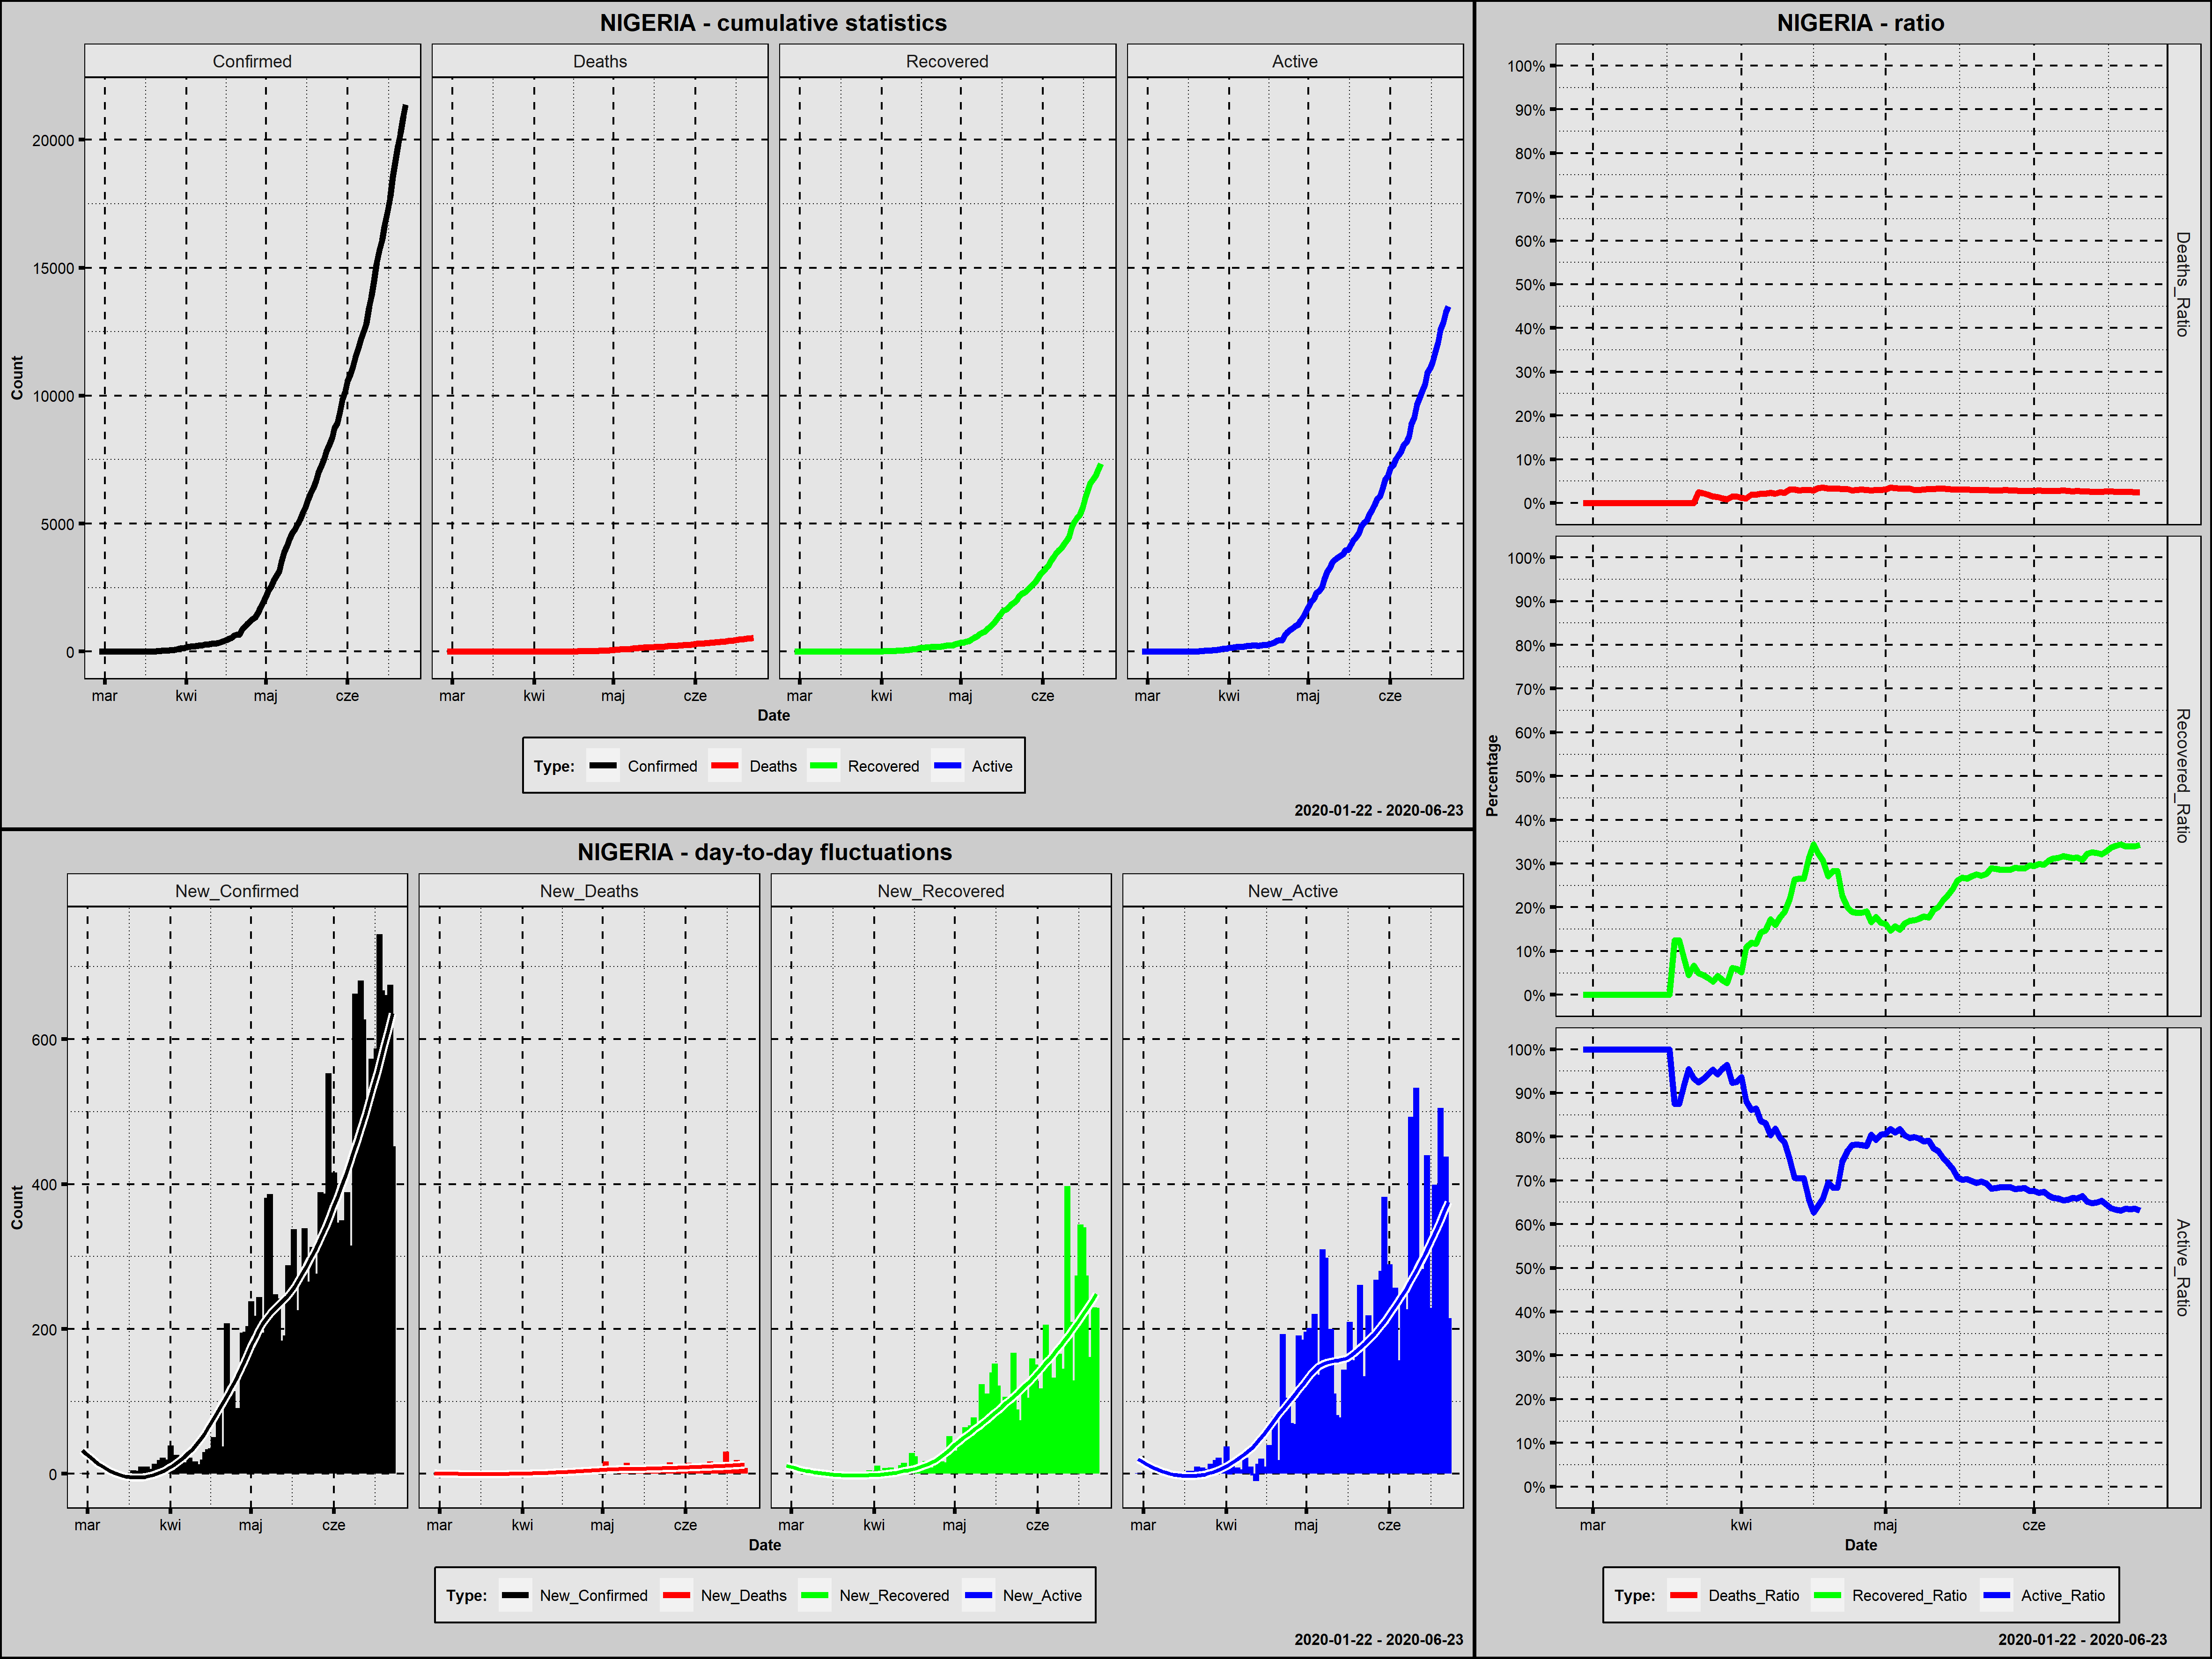 NIGERIA - cumulative statistics
Confirmed Deaths Recovered Active
20000
15000
10000
5000
0
Count
mar kwi maj cze mar kwi maj cze mar kwi maj cze mar kwi maj cze
Date
Type: Confirmed Deaths Recovered Active
2020-01-22 - 2020-06-23
NIGERIA - day-to-day fluctuations
New_Confirmed New_Deaths New_Recovered New_Active
600
400
200
0
Count
mar kwi maj cze mar kwi maj cze mar kwi maj cze mar kwi maj cze
Date
Type: New_Confirmed New_Deaths New_Recovered New_Active
2020-01-22 - 2020-06-23
NIGERIA - ratio
100%
90%
80%
70%
60%
50%
40%
30%
20%
10%
0%
Deaths_Ratio
100%
90%
80%
70%
60%
50%
40%
30%
20%
10%
0%
Recovered_Ratio
100%
90%
80%
70%
60%
50%
40%
30%
20%
10%
0%
Active_Ratio
Percentage
mar kwi maj cze
Date
Type: Deaths_Ratio Recovered_Ratio Active_Ratio
2020-01-22 - 2020-06-23